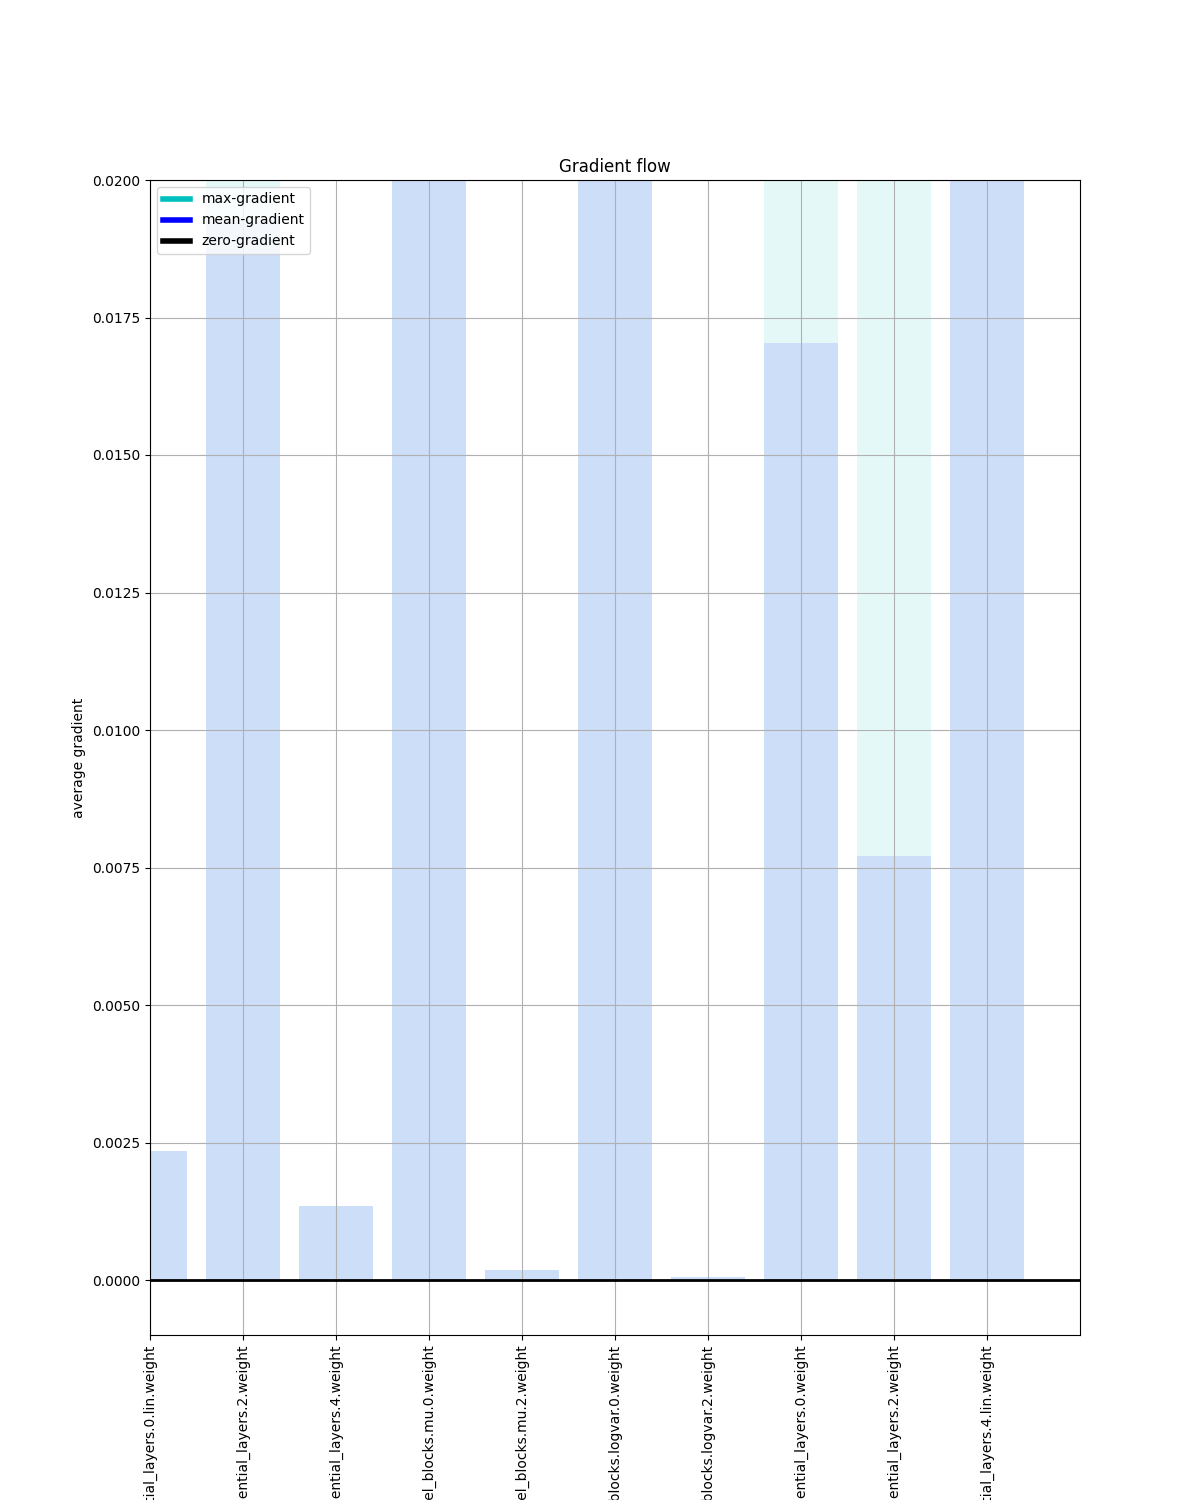 Gradient flow
max-gradient
mean-gradient
zero-gradient
average gradient
0.0200
0.0175
0.0150
0.0125
0.0100
0.0075
0.0050
0.0025
0.0000
tial_layers.0.lin.weight
ential_layers.2.weight
ential_layers.4.weight
el_blocks.mu.0.weight
el_blocks.mu.2.weight
blocks.logvar.0.weight
blocks.logvar.2.weight
ential_layers.0.weight
ential_layers.2.weight
tial_layers.4.lin.weight